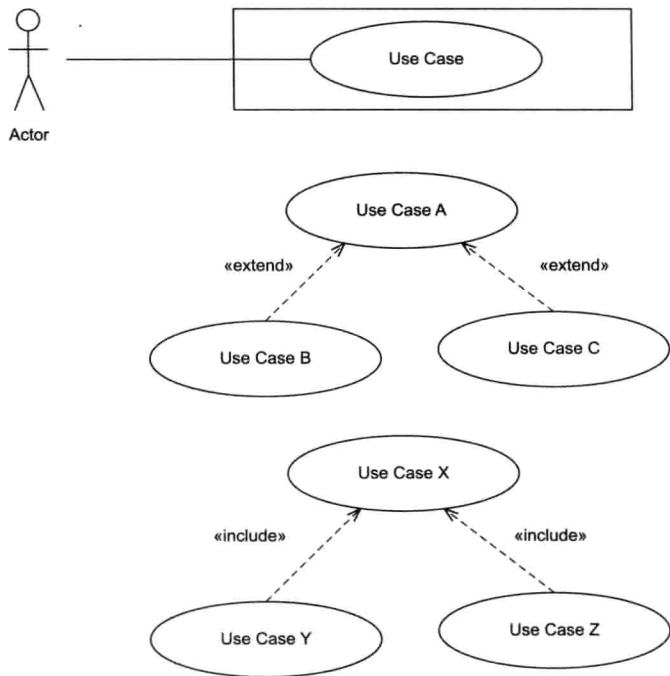 Use Case
Actor
Use Case A
«extend»
«extend»
Use Case B
Use Case C
Use Case X
«include»
«include»
Use Case Y
Use Case Z